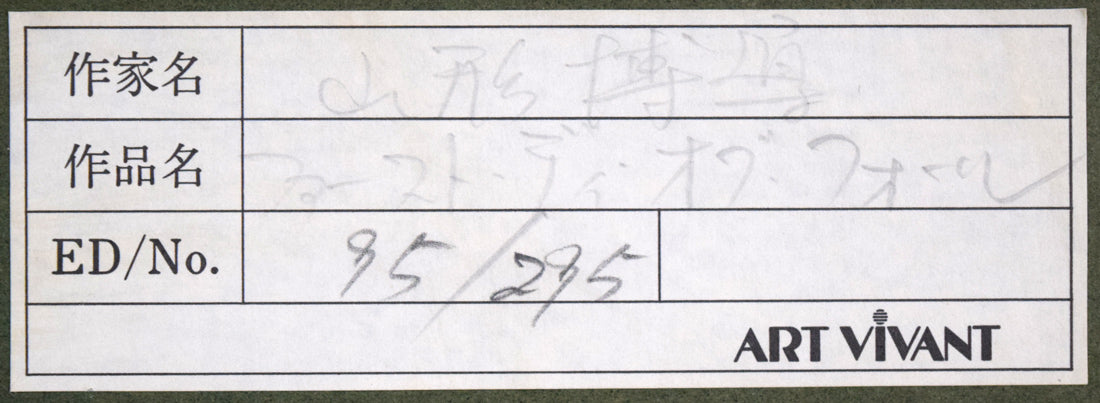 作家名 山形博導
作品名 ファースト・デイ・オブ・フォール
ED/No. 95/295
ART ViVANT